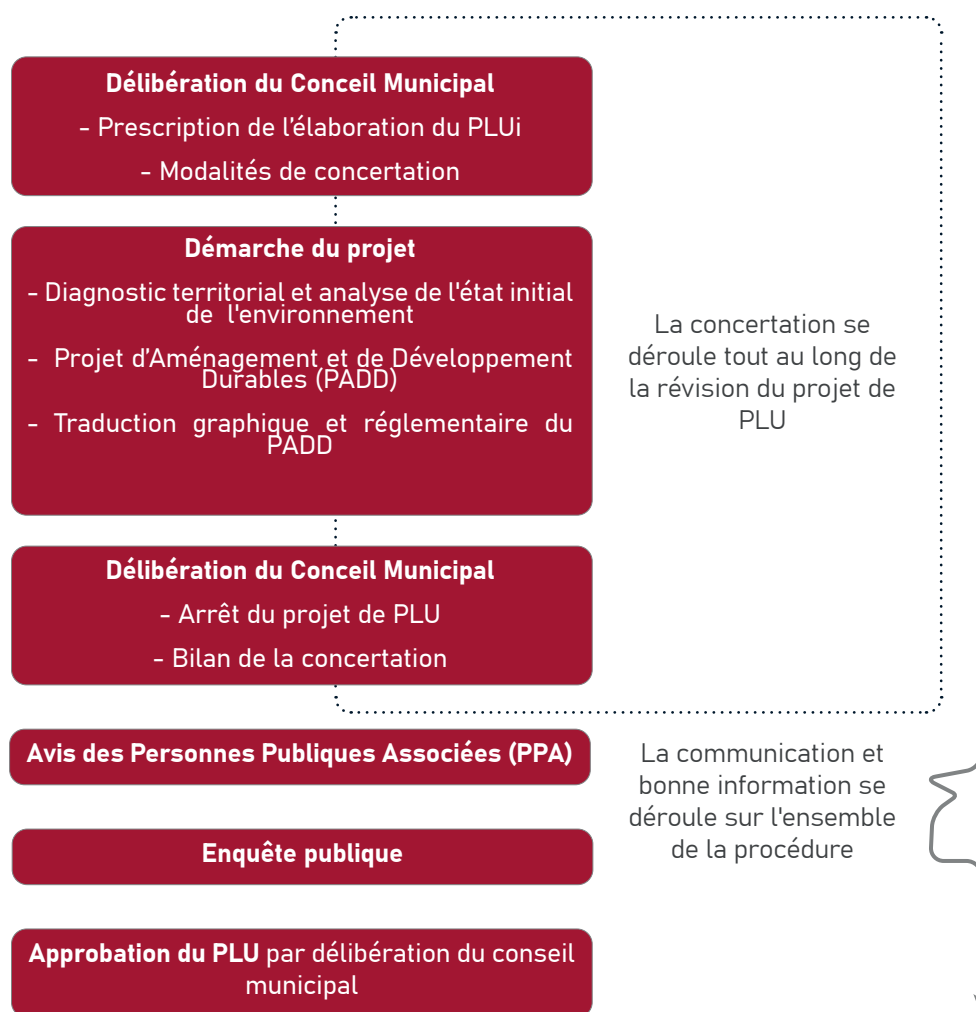 Délibération du Conceil Municipal
- Prescription de l'élaboration du PLUi
- Modalités de concertation
Démarche du projet
- Diagnostic territorial et analyse de l'état initial
de l'environnement
- Projet d'Aménagement et de Développement
Durables (PADD)
- Traduction graphique et réglementaire du
PADD
La concertation se
déroule tout au long de
la révision du projet de
PLU
Délibération du Conceil Municipal
- Arrêt du projet de PLU
- Bilan de la concertation
Avis des Personnes Publiques Associées (PPA)
La communication et
bonne information se
déroule sur l'ensemble
de la procédure
Enquête publique
Approbation du PLU par délibération du conseil
municipal